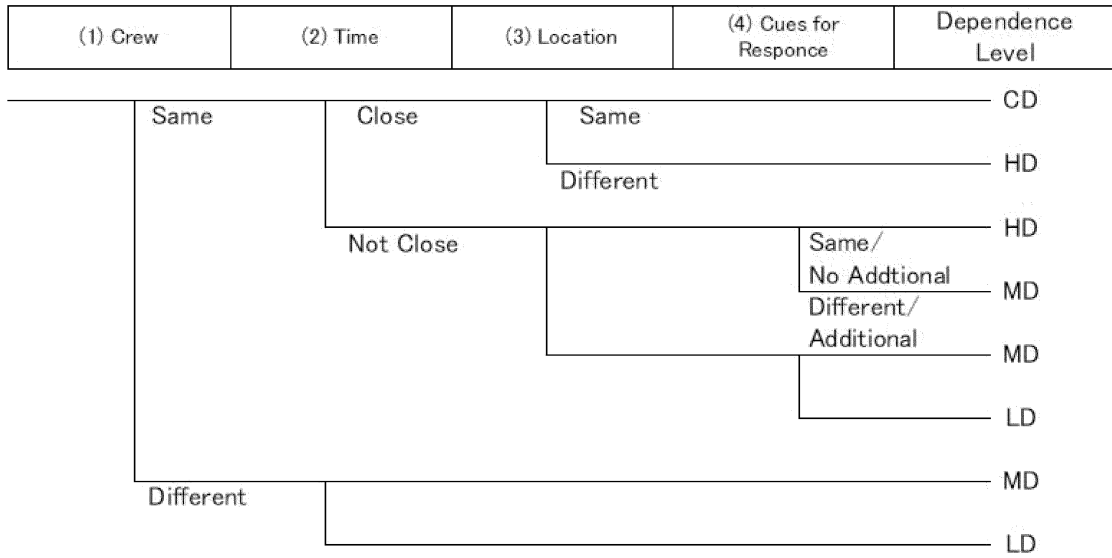 (1) Crew
(2) Time
(3) Location
(4) Cues for
Responce
Dependence
Level
Same
Close
Same
CD
Different
HD
Not Close
Same/
No Addtional
HD
Different/
Additional
MD
MD
LD
Different
MD
LD